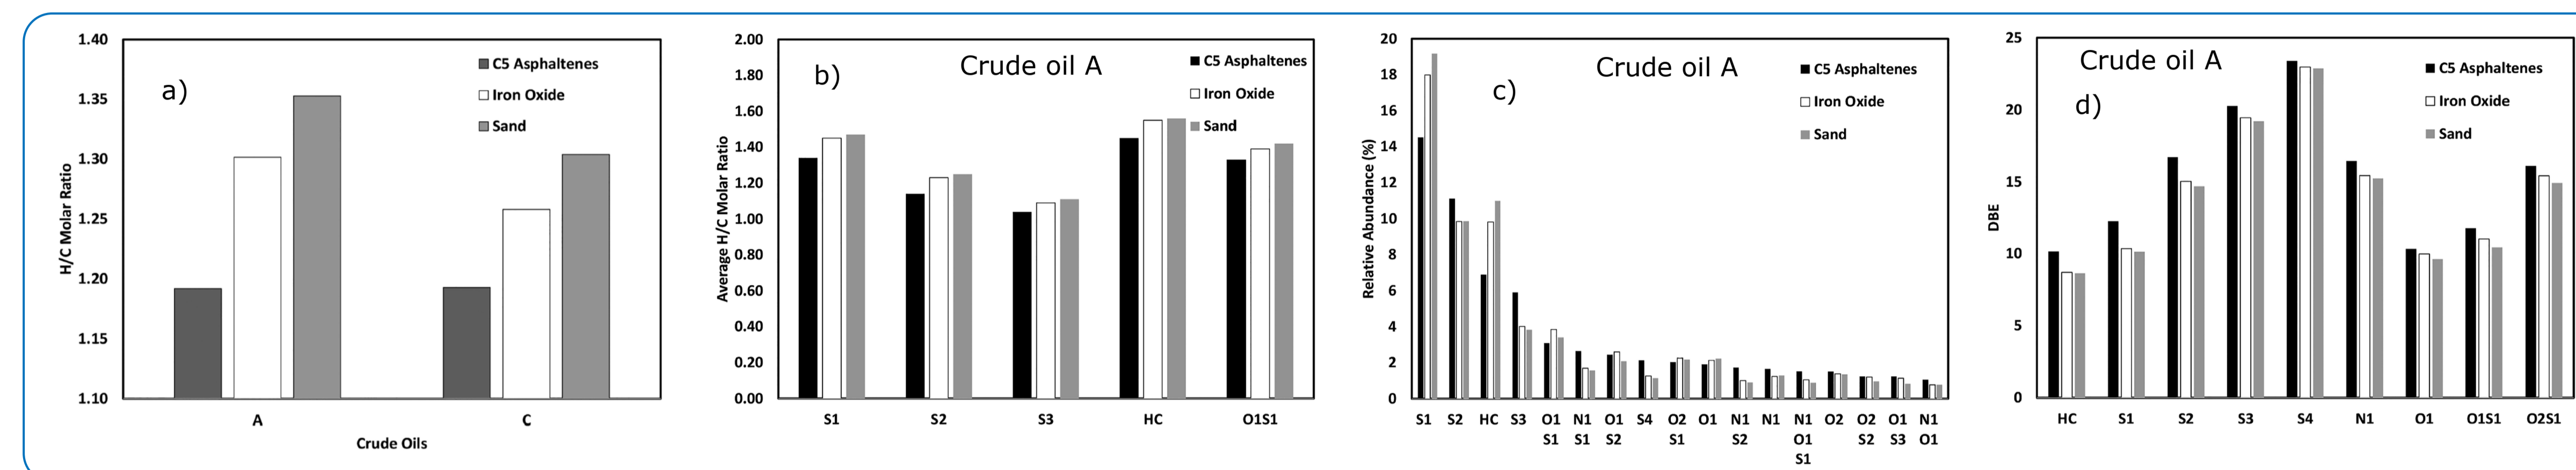 a)
1.40
1.35
1.30
1.25
1.20
1.15
1.10
H/C Molar Ratio
C5 Asphaltenes
Iron Oxide
Sand
A C
Crude Oils
b)
Crude oil A
2.00
1.80
1.60
1.40
1.20
1.00
0.80
0.60
0.40
0.20
0.00
Average H/C Molar Ratio
C5 Asphaltenes
Iron Oxide
Sand
S1 S2 S3 HC O1S1
c)
Crude oil A
20
18
16
14
12
10
8
6
4
2
0
Relative Abundance (%)
C5 Asphaltenes
Iron Oxide
Sand
S1 S2 HC S3 O1 N1 O1 S4 O2 O1 N1 N1 N1 O2 O2 O1 N1
S1 S1 S2 S1 S2 O1 S2 S3 O1
S1
d)
Crude oil A
25
20
15
10
5
0
DBE
C5 Asphaltenes
Iron Oxide
Sand
HC S1 S2 S3 S4 N1 O1 O1S1 O2S1